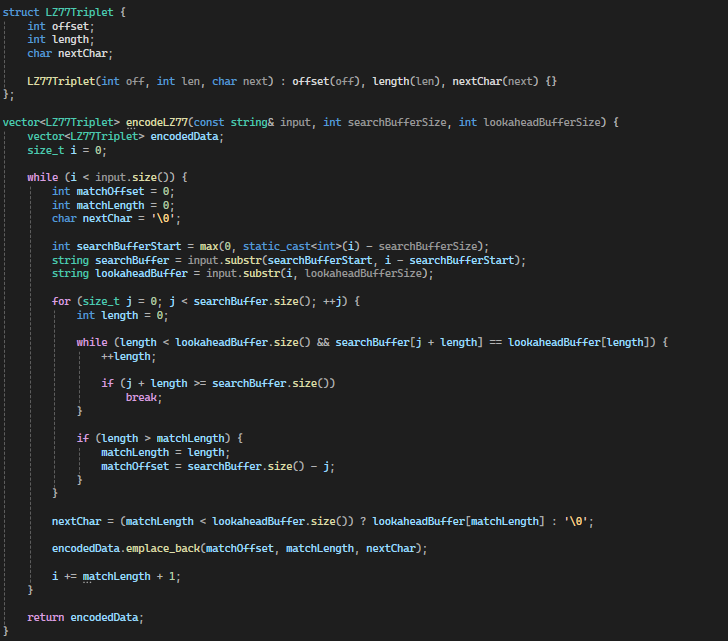 struct LZ77Triplet {
    int offset;
    int length;
    char nextChar;

    LZ77Triplet(int off, int len, char next) : offset(off), length(len), nextChar(next) {}
};

vector<LZ77Triplet> encodeLZ77(const string& input, int searchBufferSize, int lookaheadBufferSize) {
    vector<LZ77Triplet> encodedData;
    size_t i = 0;

    while (i < input.size()) {
        int matchOffset = 0;
        int matchLength = 0;
        char nextChar = '\0';

        int searchBufferStart = max(0, static_cast<int>(i) - searchBufferSize);
        string searchBuffer = input.substr(searchBufferStart, i - searchBufferStart);
        string lookaheadBuffer = input.substr(i, lookaheadBufferSize);

        for (size_t j = 0; j < searchBuffer.size(); ++j) {
            int length = 0;

            while (length < lookaheadBuffer.size() && searchBuffer[j + length] == lookaheadBuffer[length]) {
                ++length;

                if (j + length >= searchBuffer.size())
                    break;
            }

            if (length > matchLength) {
                matchLength = length;
                matchOffset = searchBuffer.size() - j;
            }
        }

        nextChar = (matchLength < lookaheadBuffer.size()) ? lookaheadBuffer[matchLength] : '\0';

        encodedData.emplace_back(matchOffset, matchLength, nextChar);

        i += matchLength + 1;
    }

    return encodedData;
}